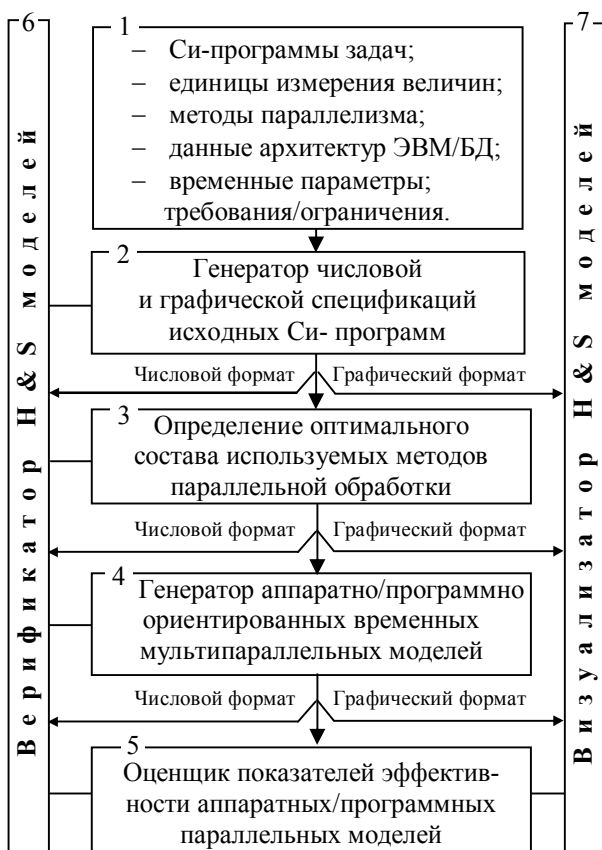 6
7
1
– Си-программы задач;
– единицы измерения величин;
– методы параллелизма;
– данные архитектур ЭВМ/БД;
– временные параметры;
требования/ограничения.
2
Генератор числовой
и графической спецификаций
исходных Си- программ
Числовой формат
Графический формат
3
Определение оптимального
состава используемых методов
параллельной обработки
Числовой формат
Графический формат
4
Генератор аппаратно/программно
ориентированных временных
мультипараллельных моделей
Числовой формат
Графический формат
5
Оценщик показателей эффектив-
ности аппаратных/программных
параллельных моделей
Верификатор H&S моделей
Визуализатор H&S моделей